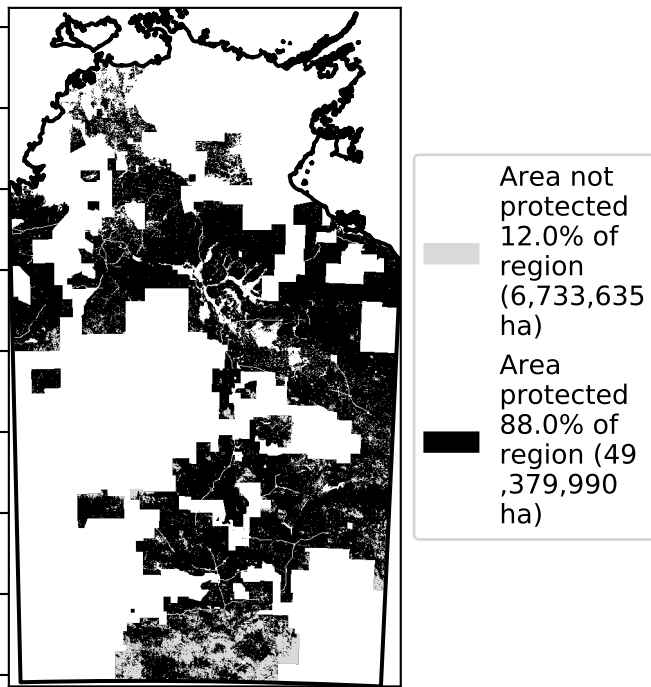 Area not
protected
12.0% of
region
(6,733,635
ha)
Area
protected
88.0% of
region (49
,379,990
ha)